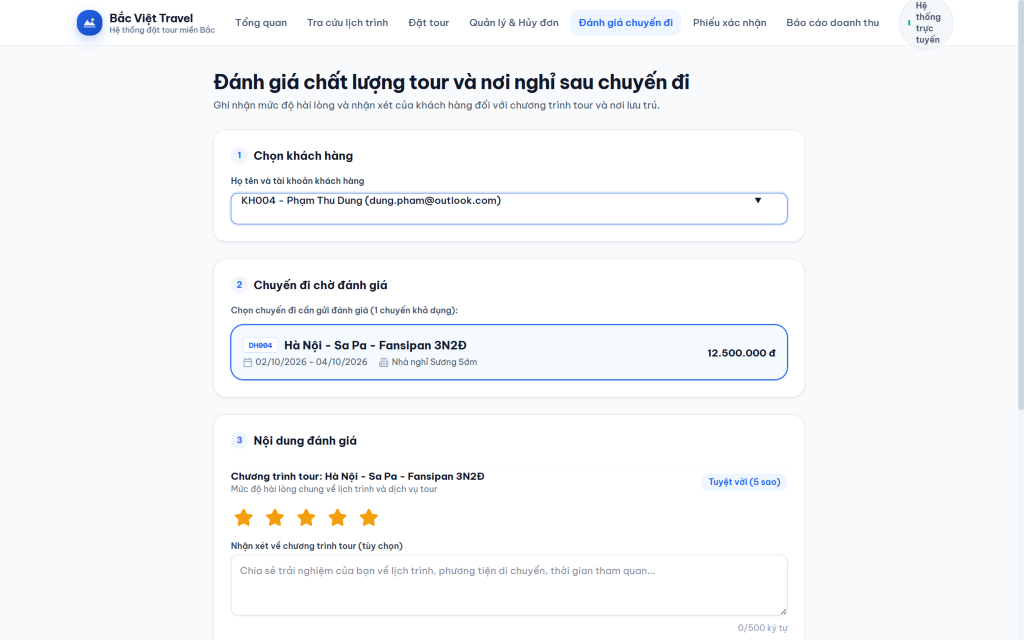 Bắc Việt Travel
Hệ thống đặt tour miền Bắc
Tổng quan
Tra cứu lịch trình
Đặt tour
Quản lý & Hủy đơn
Đánh giá chuyến đi
Phiếu xác nhận
Báo cáo doanh thu
Hệ
thống
trực
tuyến
Đánh giá chất lượng tour và nơi nghỉ sau chuyến đi
Ghi nhận mức độ hài lòng và nhận xét của khách hàng đối với chương trình tour và nơi lưu trú.
1 Chọn khách hàng
Họ tên và tài khoản khách hàng
KH004 - Phạm Thu Dung (dung.pham@outlook.com)
2 Chuyến đi chờ đánh giá
Chọn chuyến đi cần gửi đánh giá (1 chuyến khả dụng):
DH004 Hà Nội - Sa Pa - Fansipan 3N2Đ
02/10/2026 - 04/10/2026 Nhà nghỉ Sương Sớm
12.500.000 đ
3 Nội dung đánh giá
Chương trình tour: Hà Nội - Sa Pa - Fansipan 3N2Đ
Mức độ hài lòng chung về lịch trình và dịch vụ tour
Tuyệt vời (5 sao)
Nhận xét về chương trình tour (tùy chọn)
Chia sẻ trải nghiệm của bạn về lịch trình, phương tiện di chuyển, thời gian tham quan...
0/500 ký tự